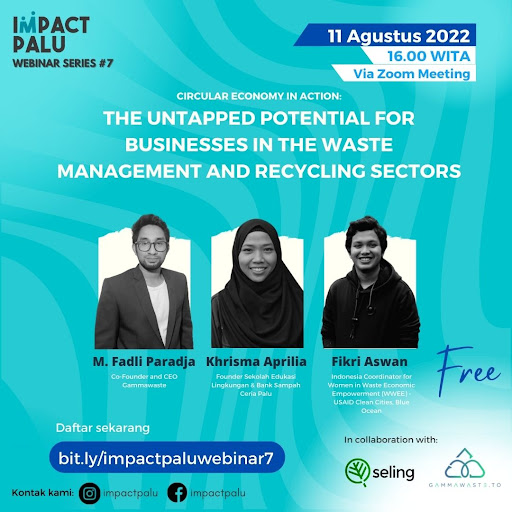 IMPACT
PALU
WEBINAR SERIES #7
11 Agustus 2022
16.00 WITA
Via Zoom Meeting
CIRCULAR ECONOMY IN ACTION:
THE UNTAPPED POTENTIAL FOR
BUSINESSES IN THE WASTE
MANAGEMENT AND RECYCLING SECTORS
M. Fadli Paradja
Co-Founder and CEO
Gammawaste
Khrisma Aprilia
Founder Sekolah Edukasi
Lingkungan & Bank Sampah
Ceria Palu
Fikri Aswan
Indonesia Coordinator for
Women in Waste Economic
Empowerment (WWEE) -
USAID Clean Cities, Blue
Ocean
Free
Daftar sekarang
bit.ly/impactpaluwebinar7
In collaboration with:
seling
GAMMAWASTE.TO
Kontak kami: impactpalu impactpalu